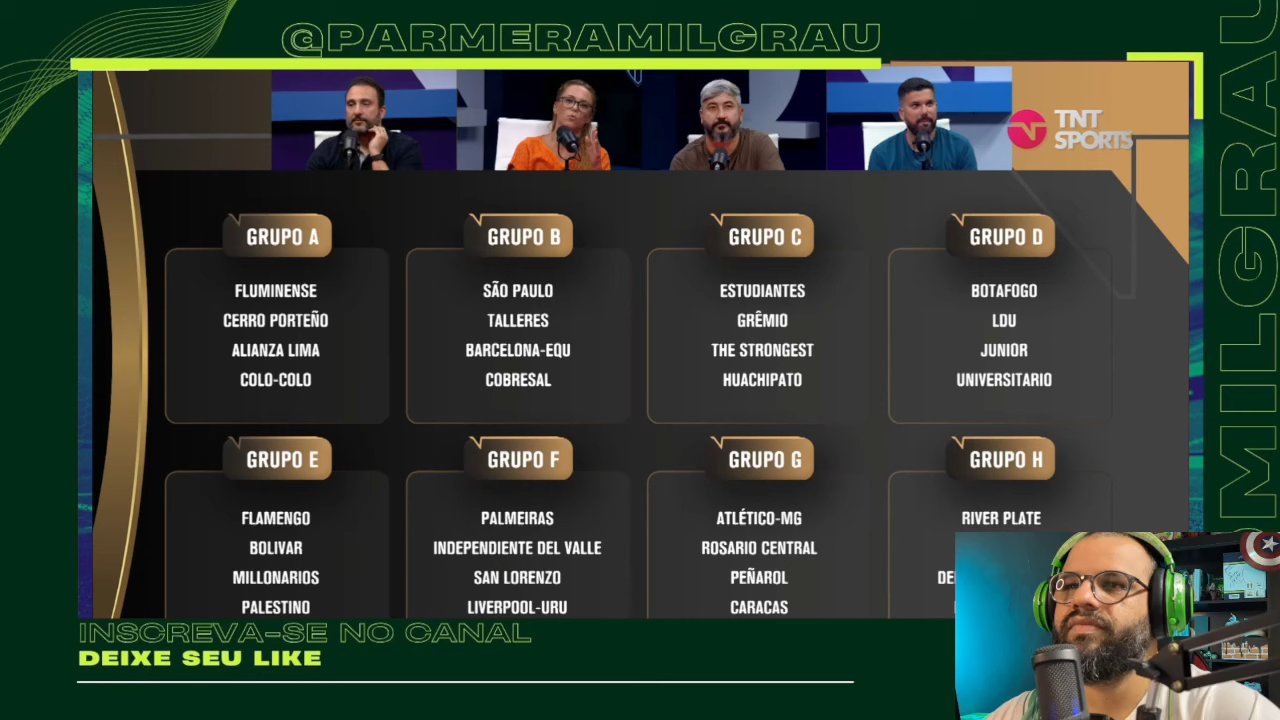 @PARMERAMILGRAU
TNT
SPORTS
GRUPO A
FLUMINENSE
CERRO PORTEÑO
ALIANZA LIMA
COLO-COLO
GRUPO B
SÃO PAULO
TALLERES
BARCELONA-EQU
COBRESAL
GRUPO C
ESTUDIANTES
GRÊMIO
THE STRONGEST
HUACHIPATO
GRUPO D
BOTAFOGO
LDU
JUNIOR
UNIVERSITARIO
GRUPO E
FLAMENGO
BOLIVAR
MILLONARIOS
PALESTINO
GRUPO F
PALMEIRAS
INDEPENDIENTE DEL VALLE
SAN LORENZO
LIVERPOOL-URU
GRUPO G
ATLÉTICO-MG
ROSARIO CENTRAL
PEÑAROL
CARACAS
GRUPO H
RIVER PLATE
DE
INSCREVA-SE NO CANAL
DEIXE SEU LIKE
OMILGRAU